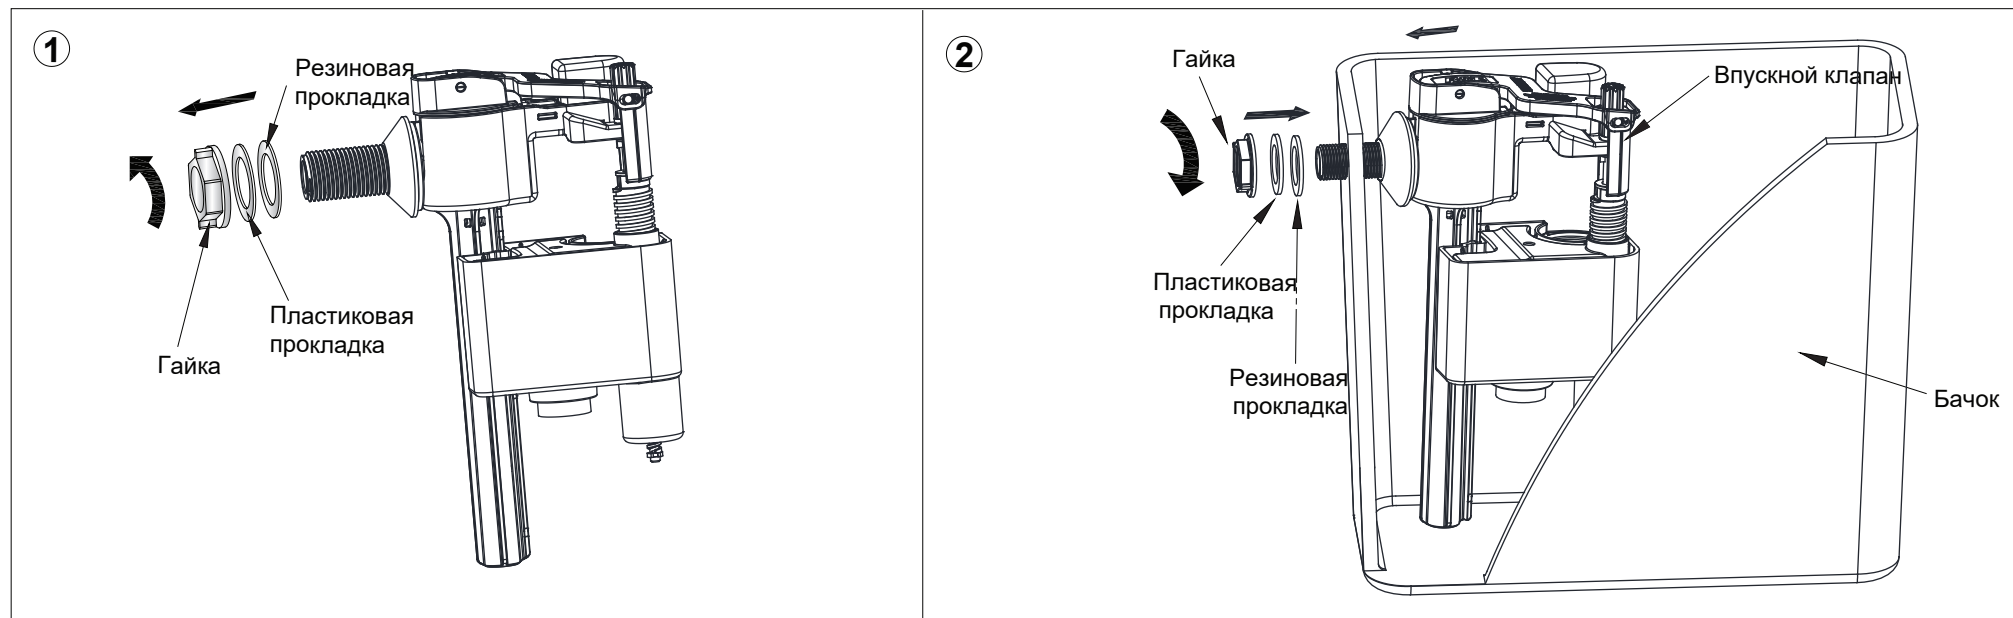 1
Резиновая
прокладка
Пластиковая
прокладка
Гайка
2
Гайка
Впускной клапан
Пластиковая
прокладка
Резиновая
прокладка
Бачок